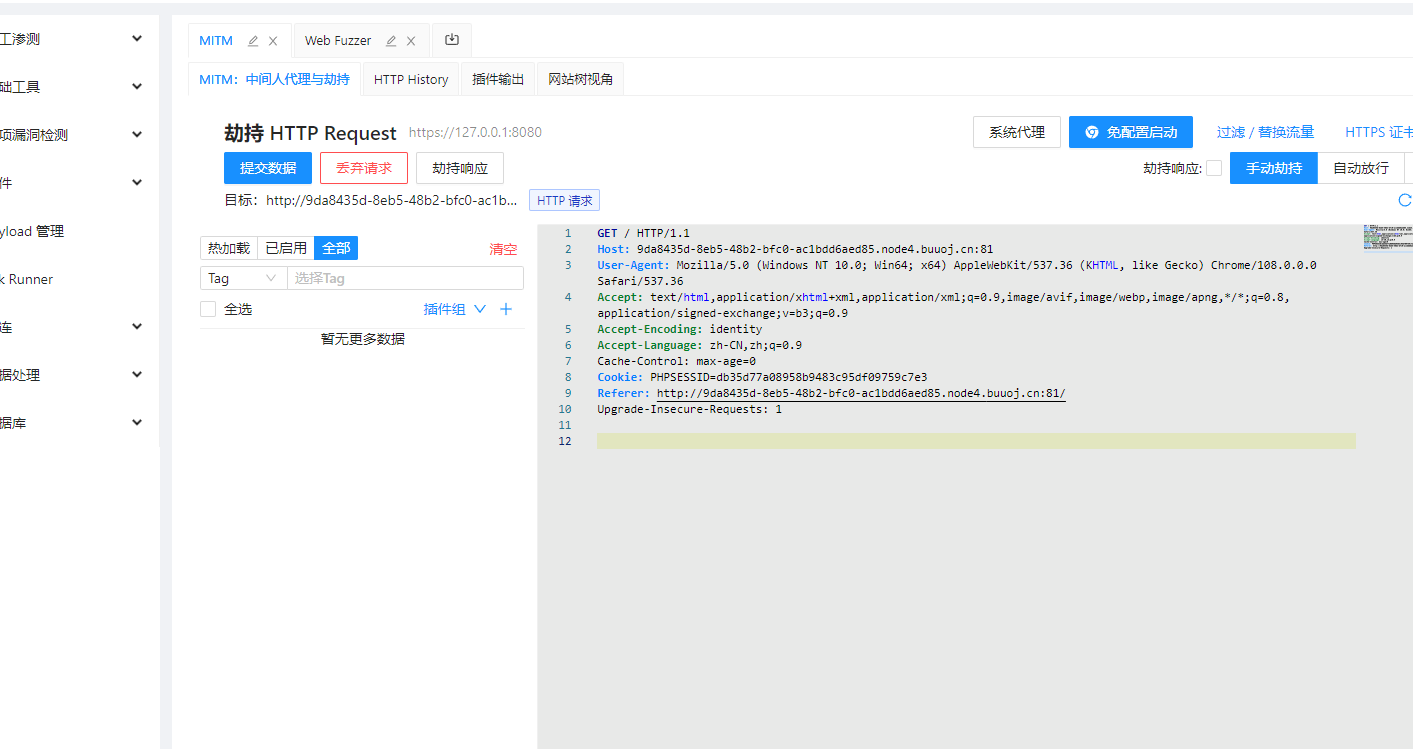 工渗测
础工具
项漏洞检测
件
yload 管理
k Runner
连
据处理
据库
MITM
Web Fuzzer
MITM：中间人代理与劫持
HTTP History
插件输出
网站树视角
劫持 HTTP Request https://127.0.0.1:8080
系统代理
免配置启动
过滤 / 替换流量
HTTPS 证书
提交数据
丢弃请求
劫持响应
劫持响应:
手动劫持
自动放行
目标：http://9da8435d-8eb5-48b2-bfc0-ac1b...
HTTP 请求
热加载
已启用
全部
清空
Tag
选择Tag
全选
插件组
暂无更多数据
1 GET / HTTP/1.1
2 Host: 9da8435d-8eb5-48b2-bfc0-ac1bdd6aed85.node4.buuoj.cn:81
3 User-Agent: Mozilla/5.0 (Windows NT 10.0; Win64; x64) AppleWebKit/537.36 (KHTML, like Gecko) Chrome/108.0.0.0
Safari/537.36
4 Accept: text/html,application/xhtml+xml,application/xml;q=0.9,image/avif,image/webp,image/apng,*/*;q=0.8,
application/signed-exchange;v=b3;q=0.9
5 Accept-Encoding: identity
6 Accept-Language: zh-CN,zh;q=0.9
7 Cache-Control: max-age=0
8 Cookie: PHPSESSID=db35d77a08958b9483c95df09759c7e3
9 Referer: http://9da8435d-8eb5-48b2-bfc0-ac1bdd6aed85.node4.buuoj.cn:81/
10 Upgrade-Insecure-Requests: 1
11
12